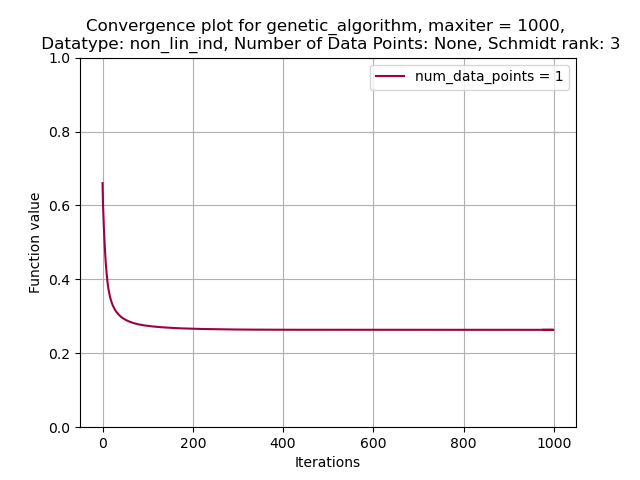 Convergence plot for genetic_algorithm, maxiter = 1000,
Datatype: non_lin_ind, Number of Data Points: None, Schmidt rank: 3
num_data_points = 1
1.0
0.8
0.6
0.4
0.2
0.0
Function value
0 200 400 600 800 1000
Iterations